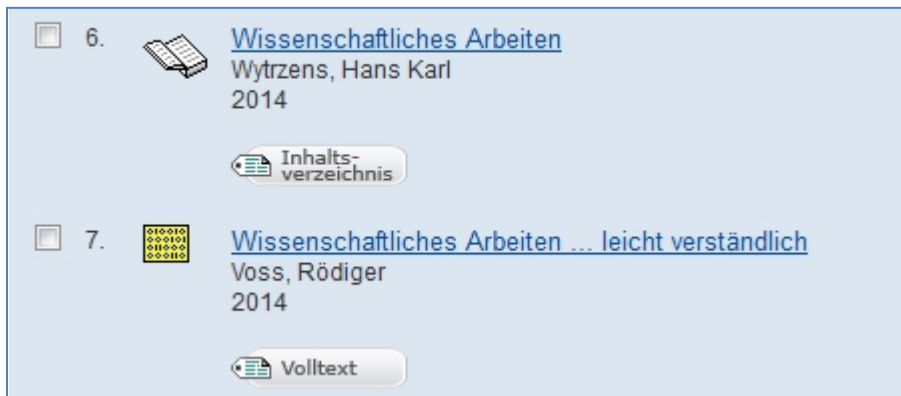 6. Wissenschaftliches Arbeiten
Wytrzens, Hans Karl
2014
Inhalts-
verzeichnis
7. Wissenschaftliches Arbeiten ... leicht verständlich
Voss, Rödiger
2014
Volltext